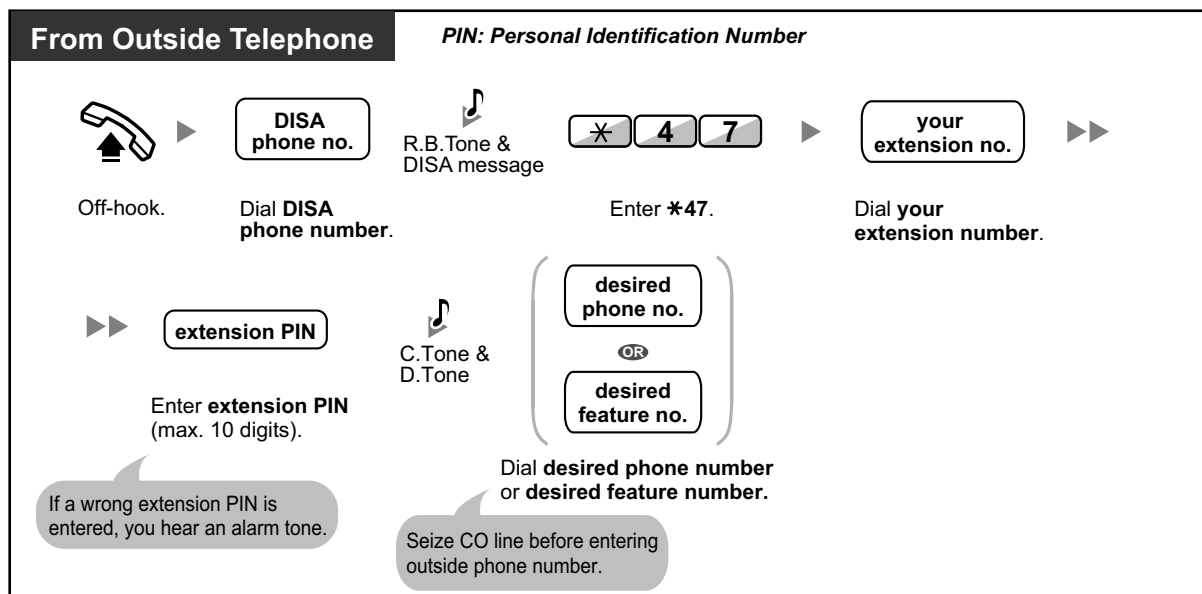 From Outside Telephone
PIN: Personal Identification Number
DISA
phone no.
R.B.Tone &
DISA message
* 4 7
your
extension no.
Off-hook.
Dial DISA
phone number.
Enter *47.
Dial your
extension number.
extension PIN
C.Tone &
D.Tone
desired
phone no.
OR
desired
feature no.
Enter extension PIN
(max. 10 digits).
Dial desired phone number
or desired feature number.
If a wrong extension PIN is
entered, you hear an alarm tone.
Seize CO line before entering
outside phone number.